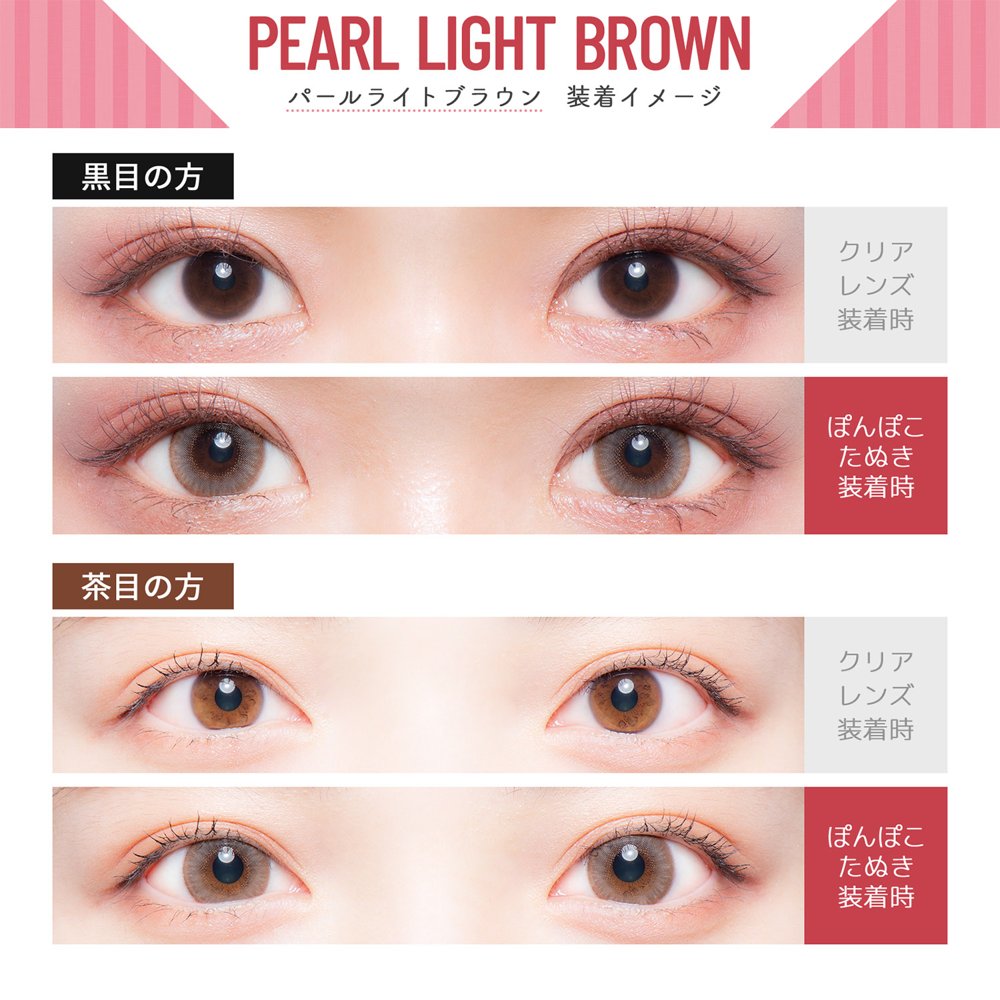 PEARL LIGHT BROWN
パールライトブラウン 装着イメージ
黒目の方
クリア
レンズ
装着時
ぽんぽこ
たぬき
装着時
茶目の方
クリア
レンズ
装着時
ぽんぽこ
たぬき
装着時